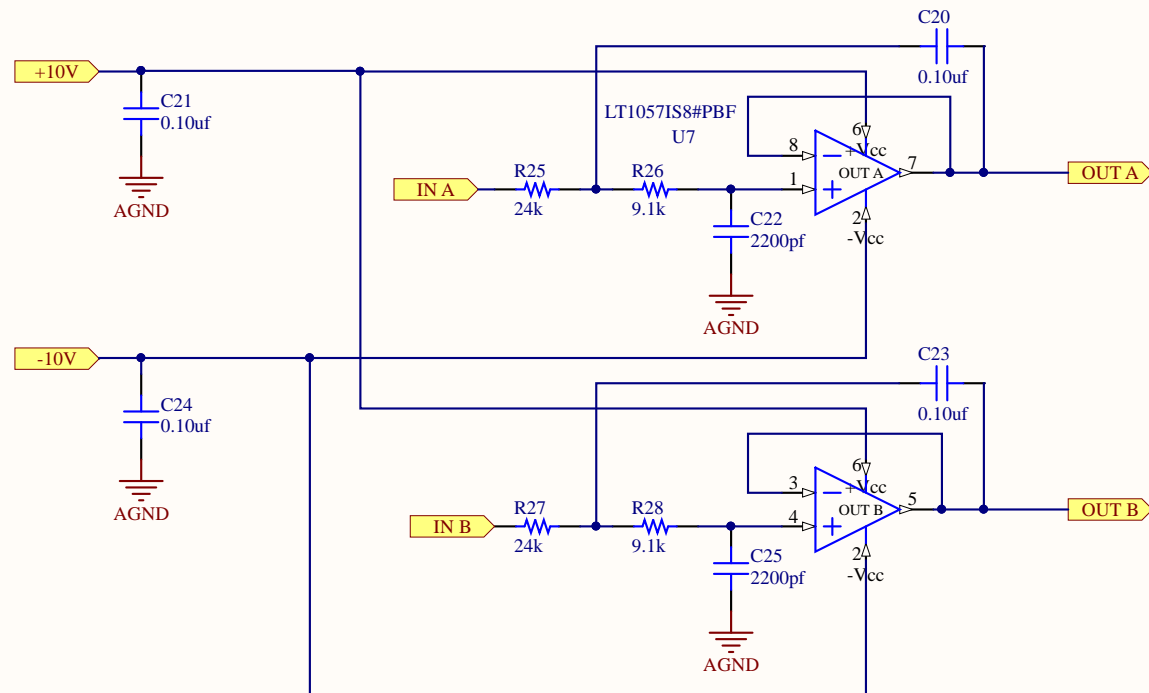 C20
0.10uf
+10V
C21
0.10uf
AGND
LT1057IS8#PBF
U7
6
+Vcc
8
OUT A
7
1
2
-Vcc
OUT A
IN A
R25
24k
R26
9.1k
C22
2200pf
AGND
-10V
C24
0.10uf
AGND
C23
0.10uf
6
+Vcc
3
OUT B
5
4
2
-Vcc
OUT B
IN B
R27
24k
R28
9.1k
C25
2200pf
AGND